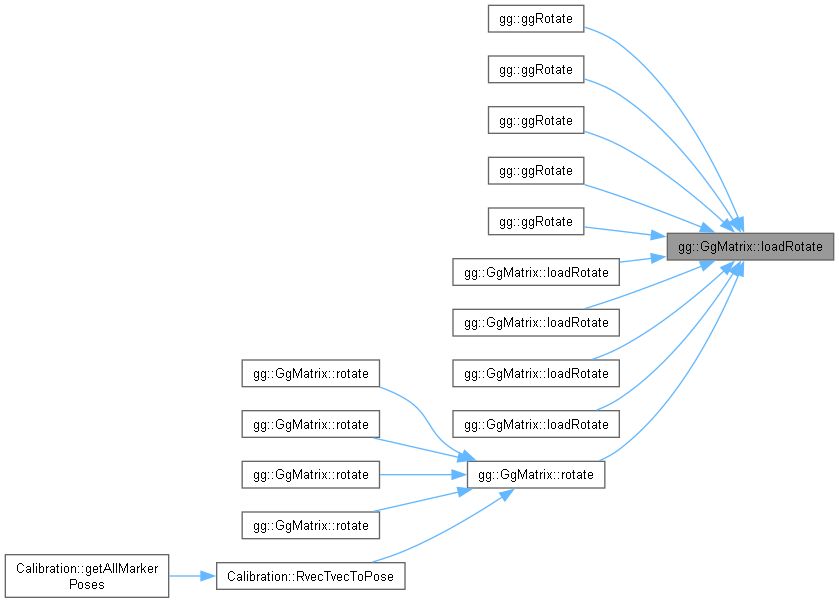 gg::ggRotate
gg::ggRotate
gg::ggRotate
gg::ggRotate
gg::ggRotate
gg::GgMatrix::loadRotate
gg::GgMatrix::loadRotate
gg::GgMatrix::loadRotate
gg::GgMatrix::loadRotate
gg::GgMatrix::loadRotate
gg::GgMatrix::rotate
gg::GgMatrix::rotate
gg::GgMatrix::rotate
gg::GgMatrix::rotate
gg::GgMatrix::rotate
Calibration::getAllMarker
Poses
Calibration::RvecTvecToPose